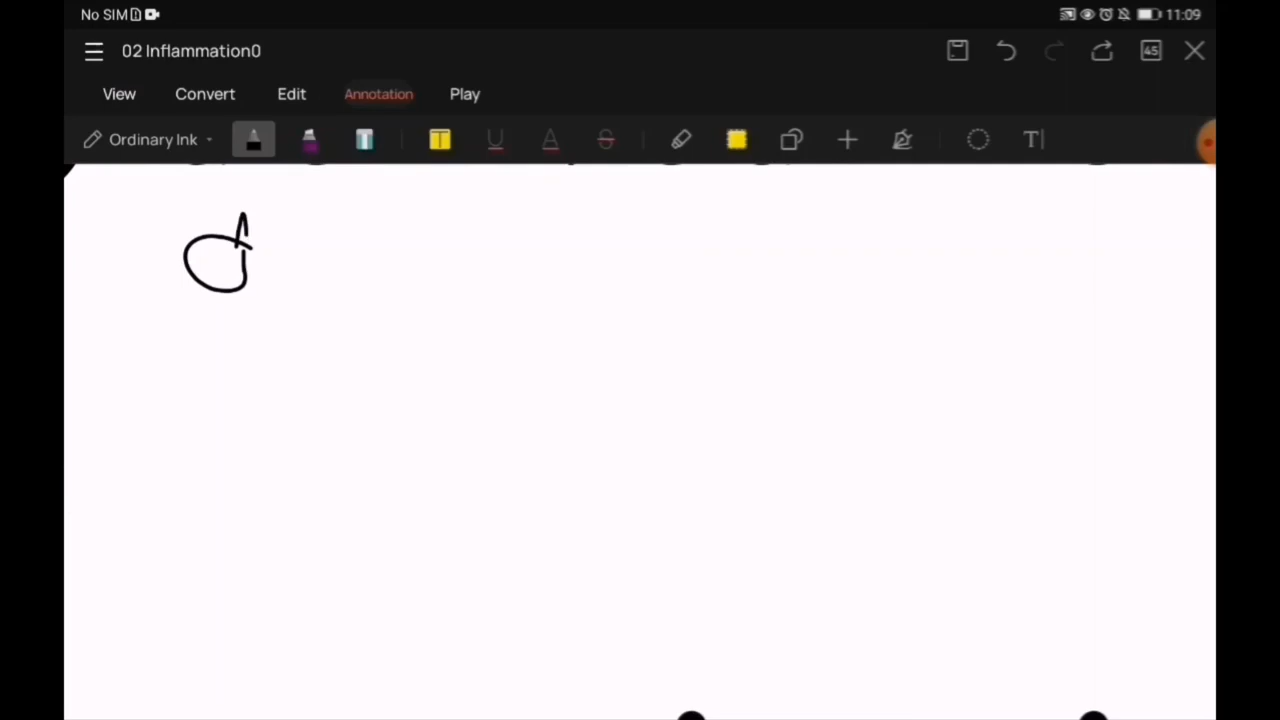 No SIM 11:09
02 Inflammation0 45
View Convert Edit Annotation Play
Ordinary Ink T